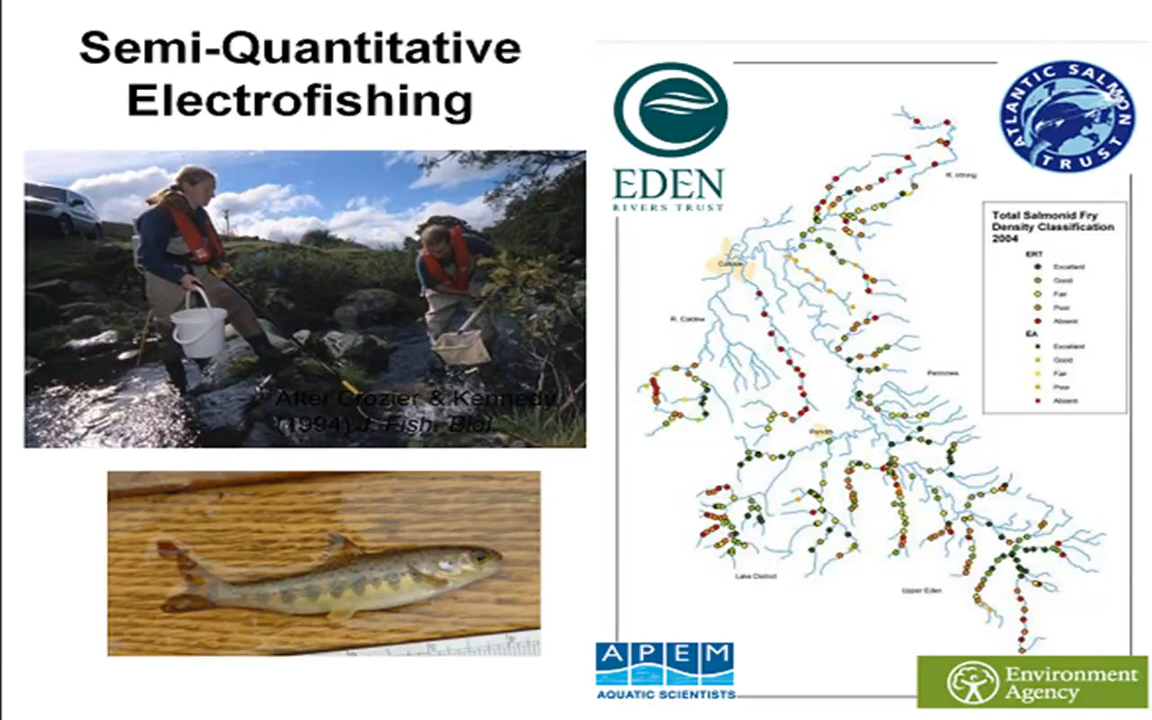 Semi-Quantitative
Electrofishing
After Crozier & Kennedy
(1994) J. Fish. Biol.
EDEN
RIVERS TRUST
ATLANTIC SALMON TRUST
R. Irthing
Total Salmonid Fry
Density Classification
2004
ERT
Excellent
Good
Fair
Poor
Absent
EA
Excellent
Good
Fair
Poor
Absent
Carlisle
R. Caldew
Pennines
Penrith
Lake District
Upper Eden
APEM
AQUATIC SCIENTISTS
Environment
Agency